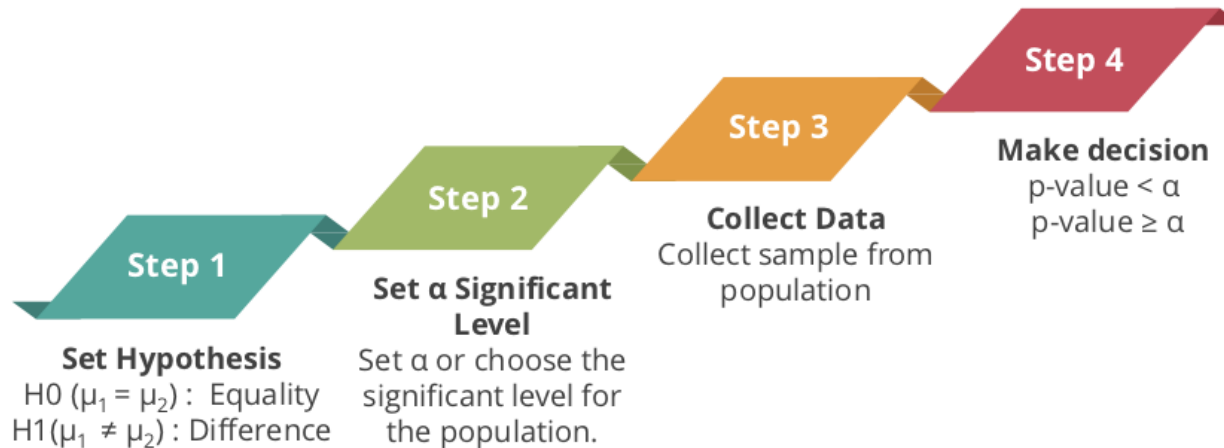 Step 1
Set Hypothesis
H0 (μ₁ = μ₂) : Equality
H1(μ₁ ≠ μ₂) : Difference
Step 2
Set α Significant
Level
Set α or choose the
significant level for
the population.
Step 3
Collect Data
Collect sample from
population
Step 4
Make decision
p-value < α
p-value ≥ α